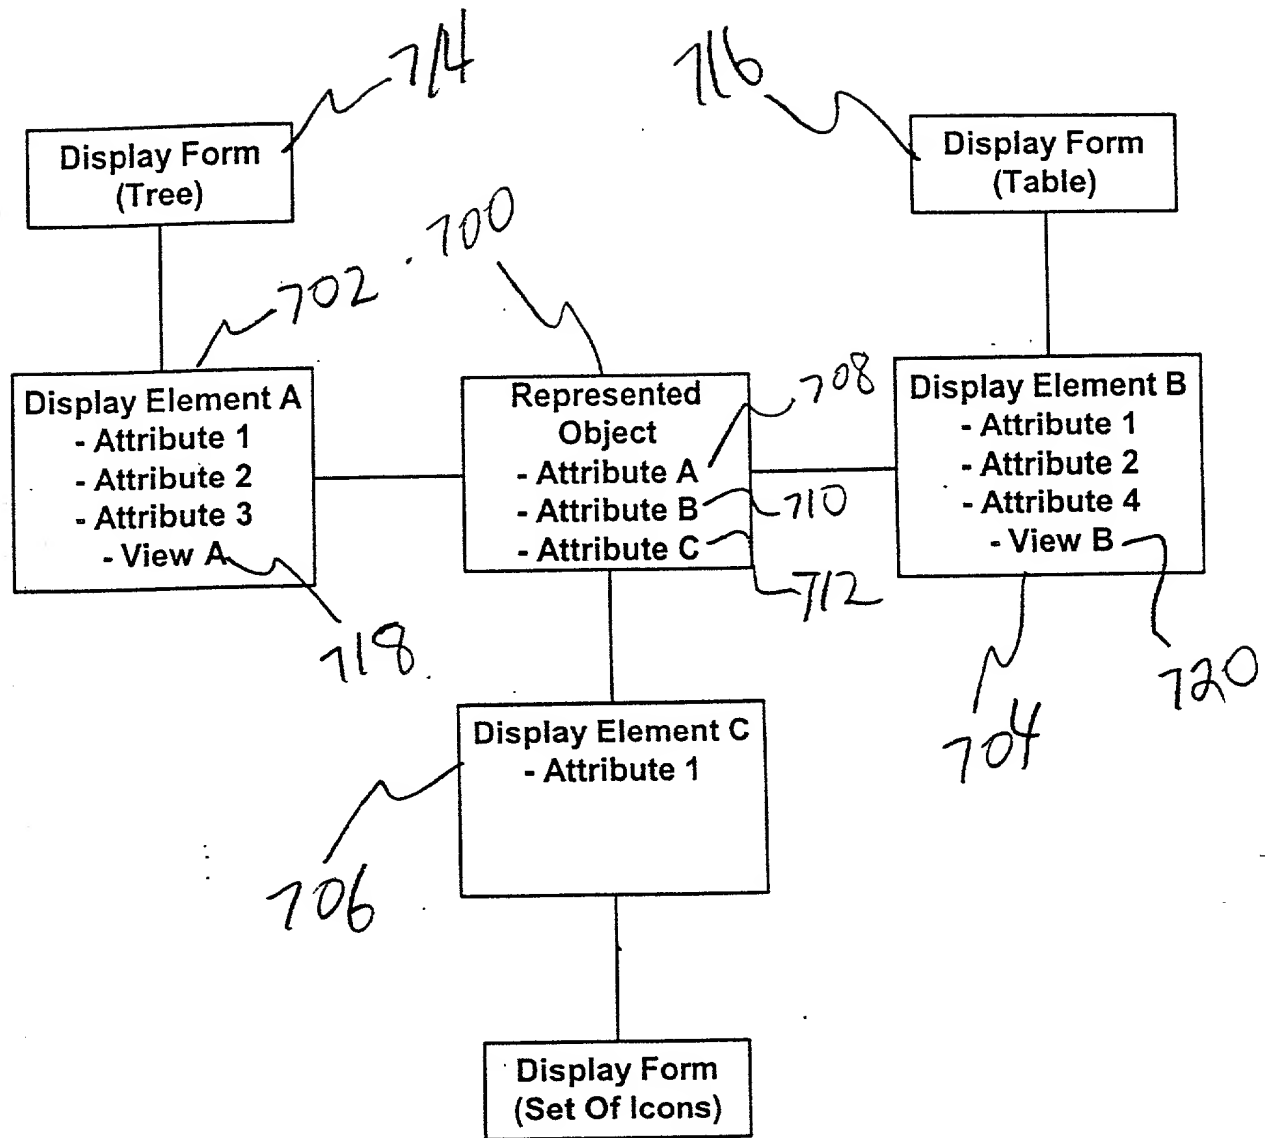 714
716
Display Form
(Tree)
Display Form
(Table)
700
702
Display Element A
- Attribute 1
- Attribute 2
- Attribute 3
- View A
718
Represented
Object
- Attribute A
- Attribute B
- Attribute C
708
710
712
Display Element B
- Attribute 1
- Attribute 2
- Attribute 4
- View B
720
704
Display Element C
- Attribute 1
706
Display Form
(Set Of Icons)